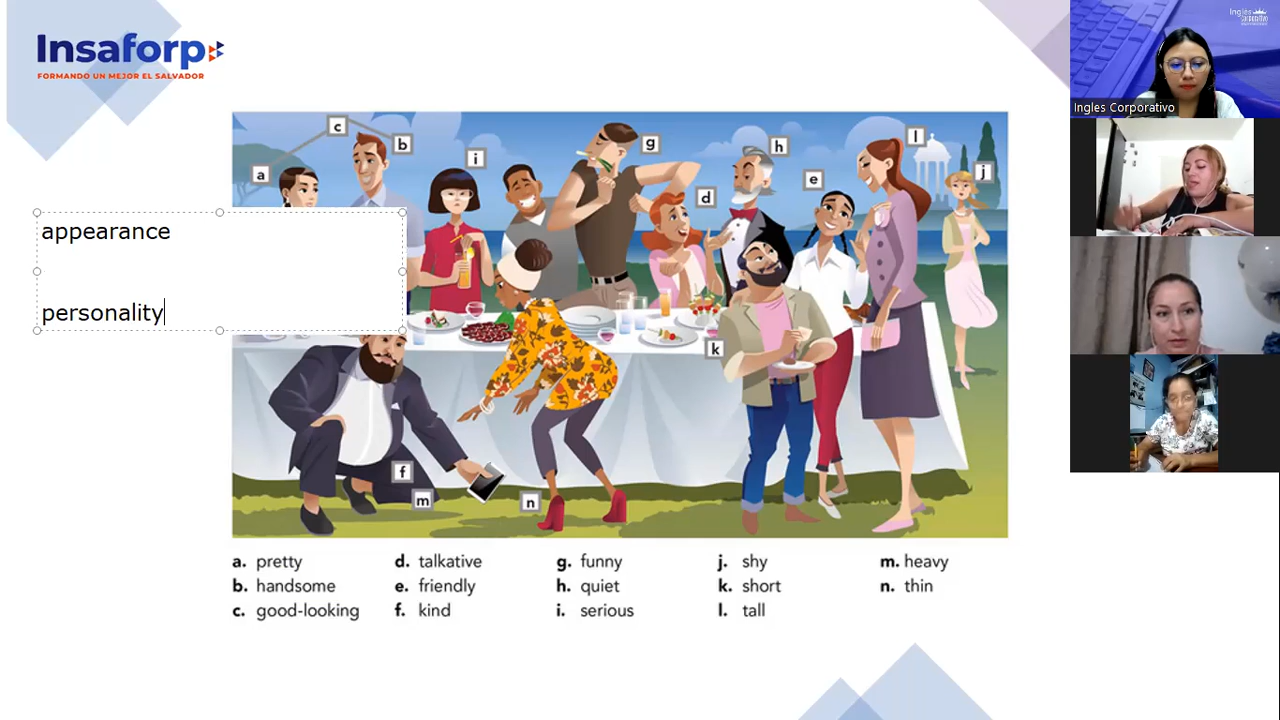 Insaforp
FORMANDO UN MEJOR EL SALVADOR
Ingles Corporativo
c
b
a
i
g
h
l
d
e
j
appearance
personality
k
f
m
n
a. pretty
b. handsome
c. good-looking
d. talkative
e. friendly
f. kind
g. funny
h. quiet
i. serious
j. shy
k. short
l. tall
m. heavy
n. thin